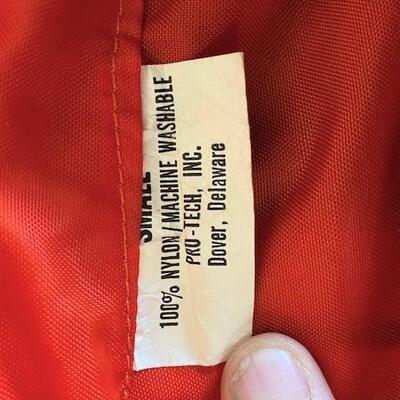 SMALL
100% NYLON/MACHINE WASHABLE
PRO-TECH, INC.
Dover, Delaware